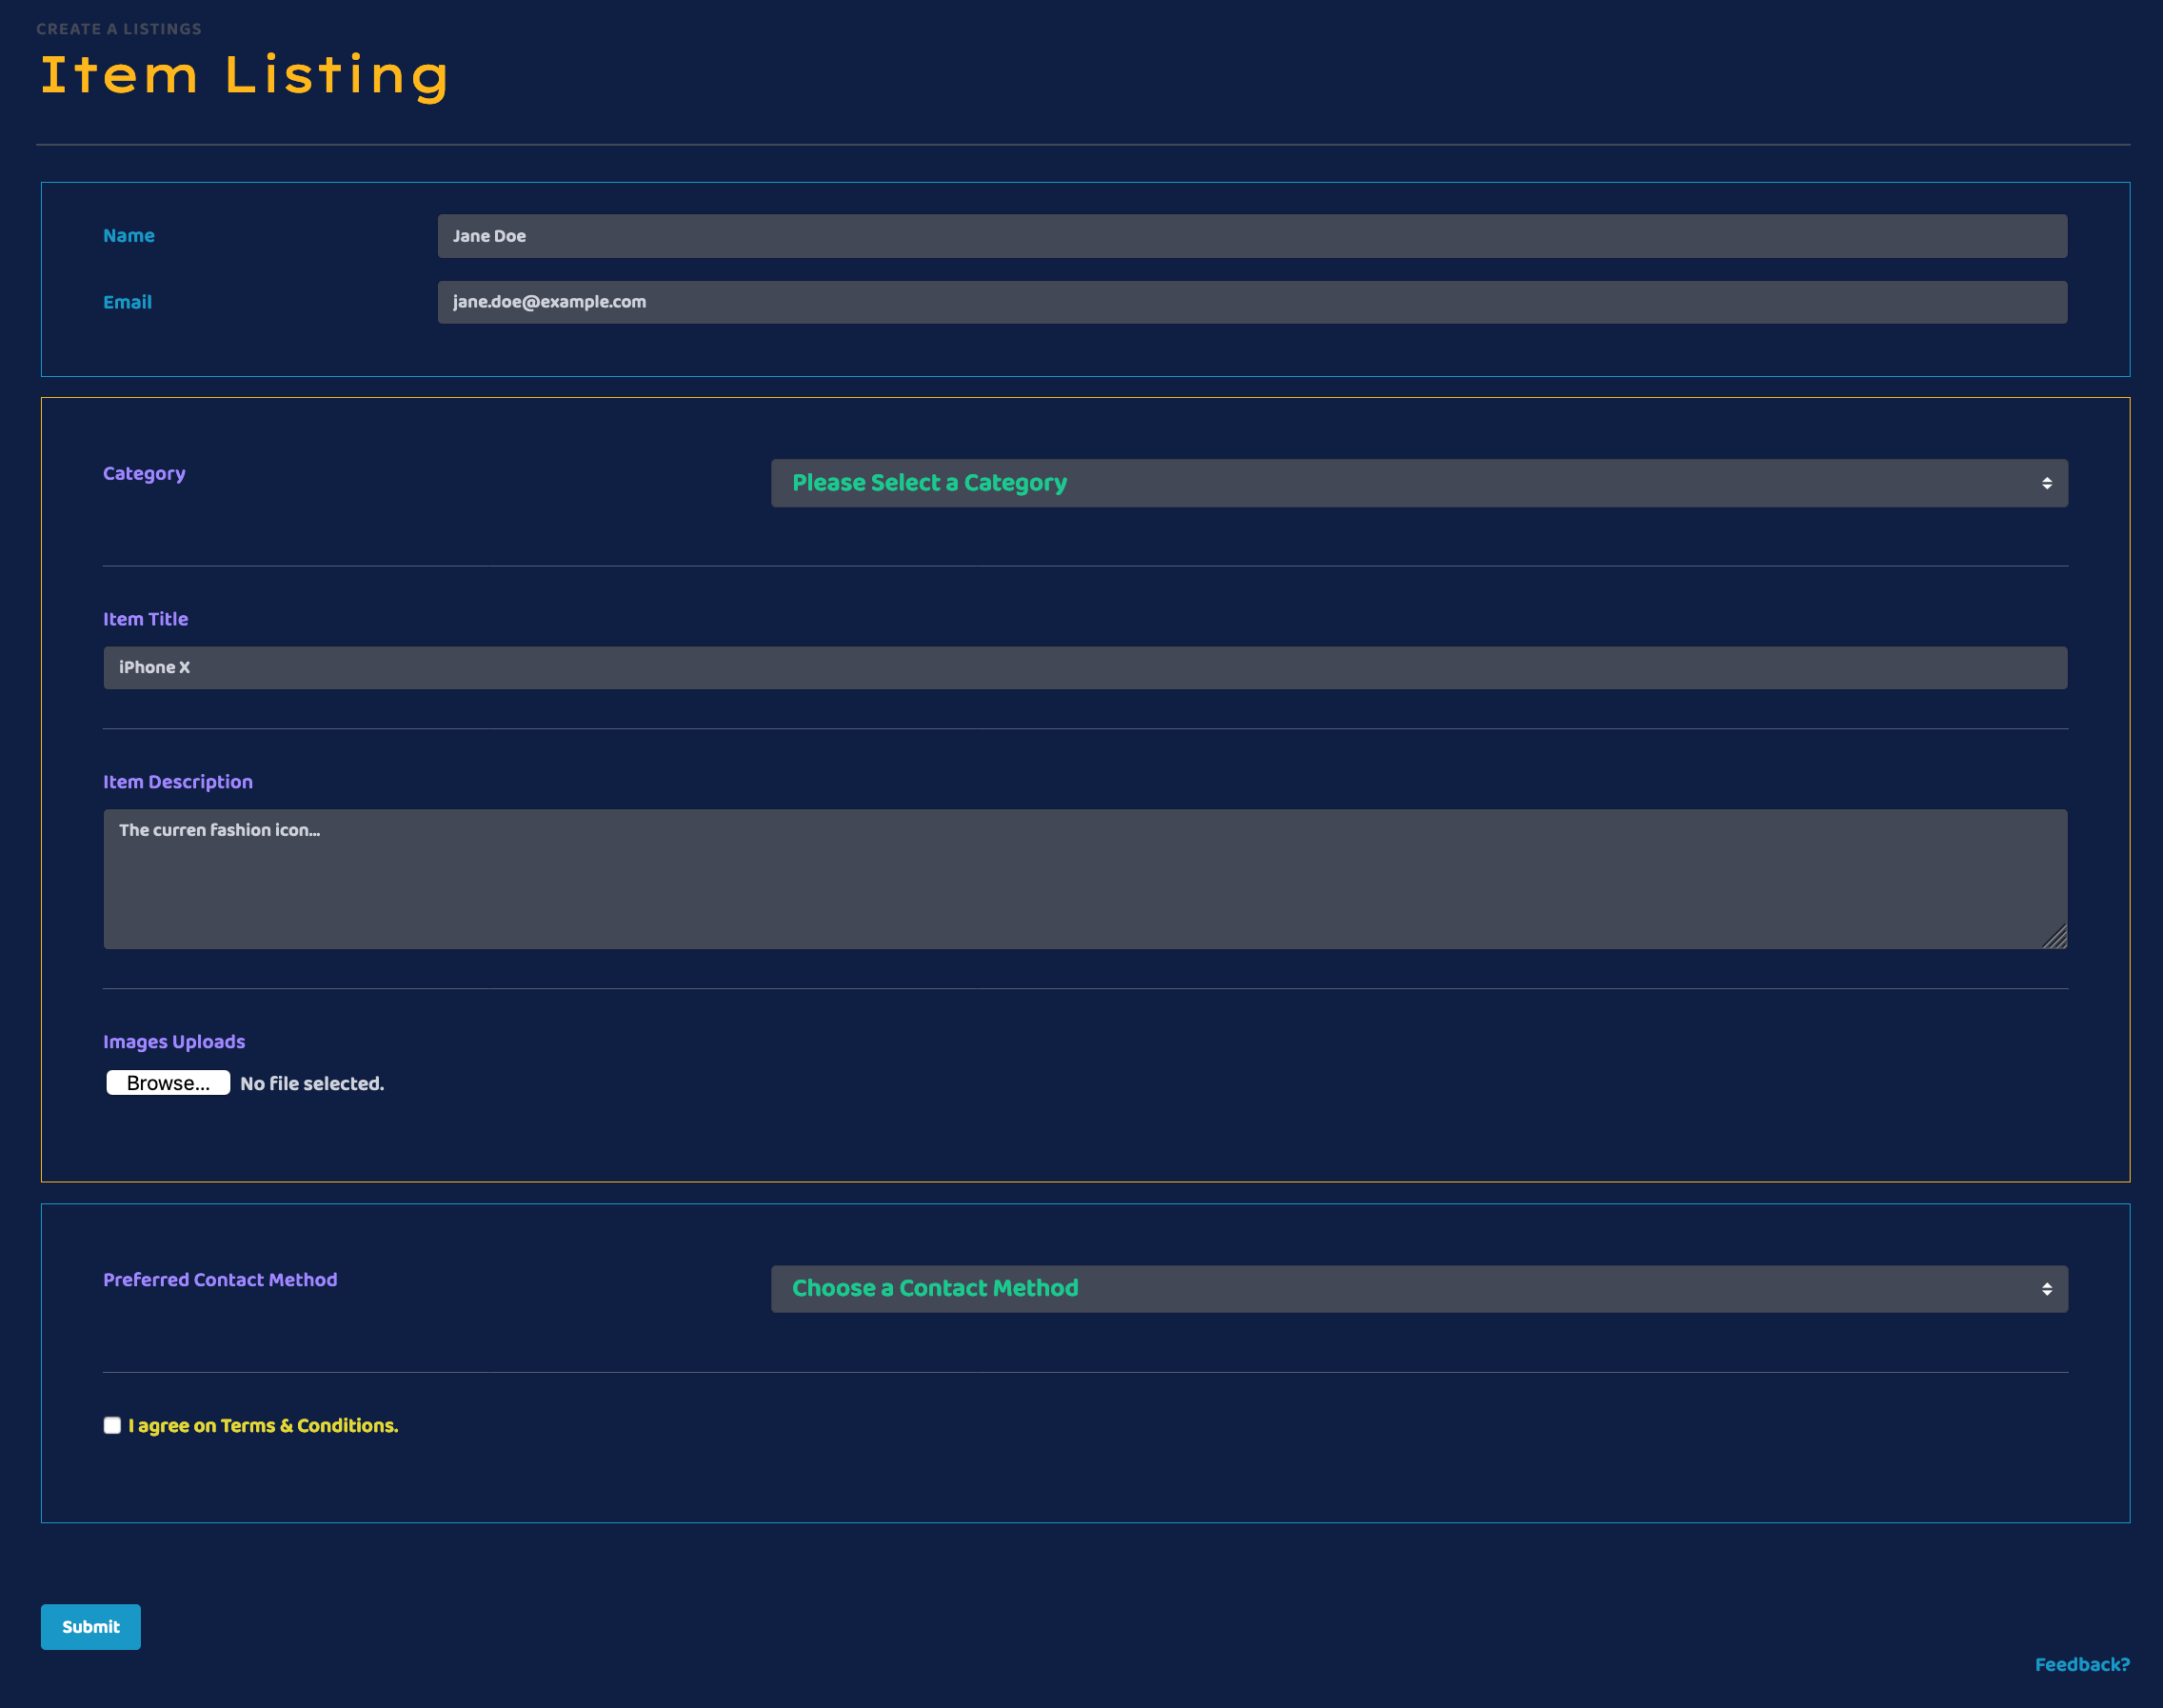 CREATE A LISTINGS
Item Listing
Name
Jane Doe
Email
jane.doe@example.com
Category
Please Select a Category
Item Title
iPhone X
Item Description
The curren fashion icon...
Images Uploads
Browse... No file selected.
Preferred Contact Method
Choose a Contact Method
I agree on Terms & Conditions.
Submit
Feedback?